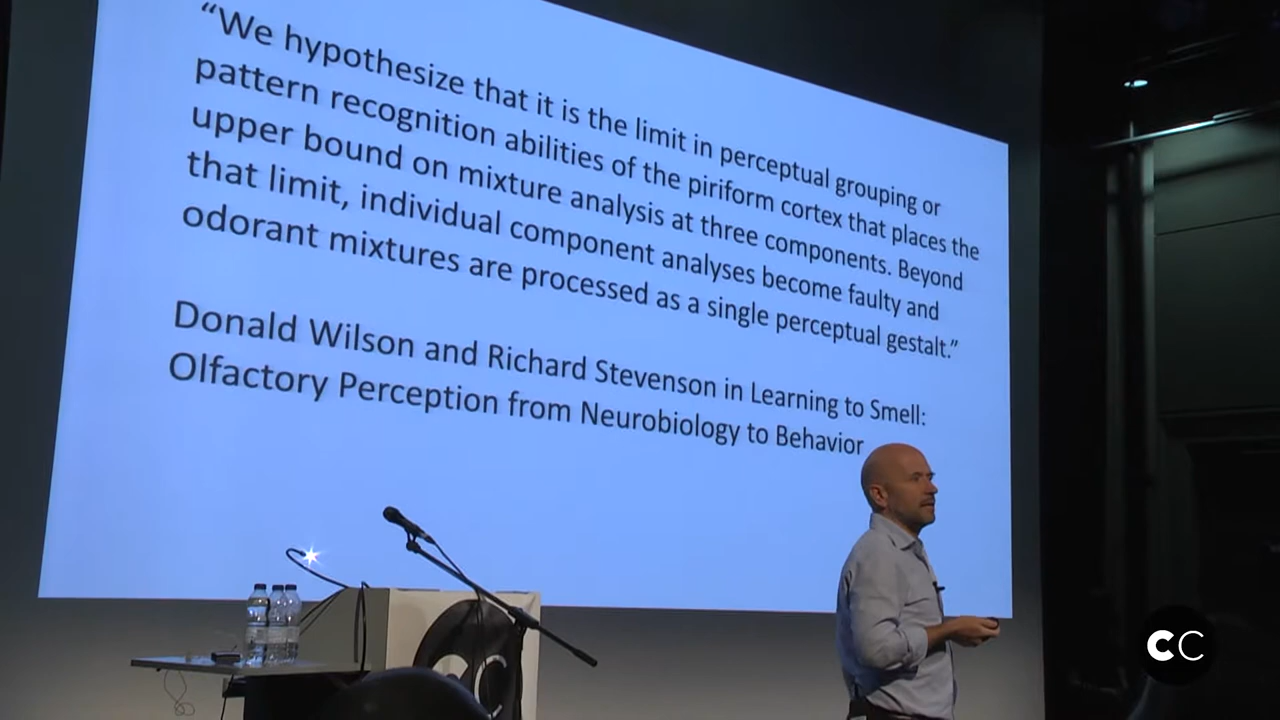 “We hypothesize that it is the limit in perceptual grouping or
pattern recognition abilities of the piriform cortex that places the
upper bound on mixture analysis at three components. Beyond
that limit, individual component analyses become faulty and
odorant mixtures are processed as a single perceptual gestalt.”
Donald Wilson and Richard Stevenson in Learning to Smell:
Olfactory Perception from Neurobiology to Behavior
CC